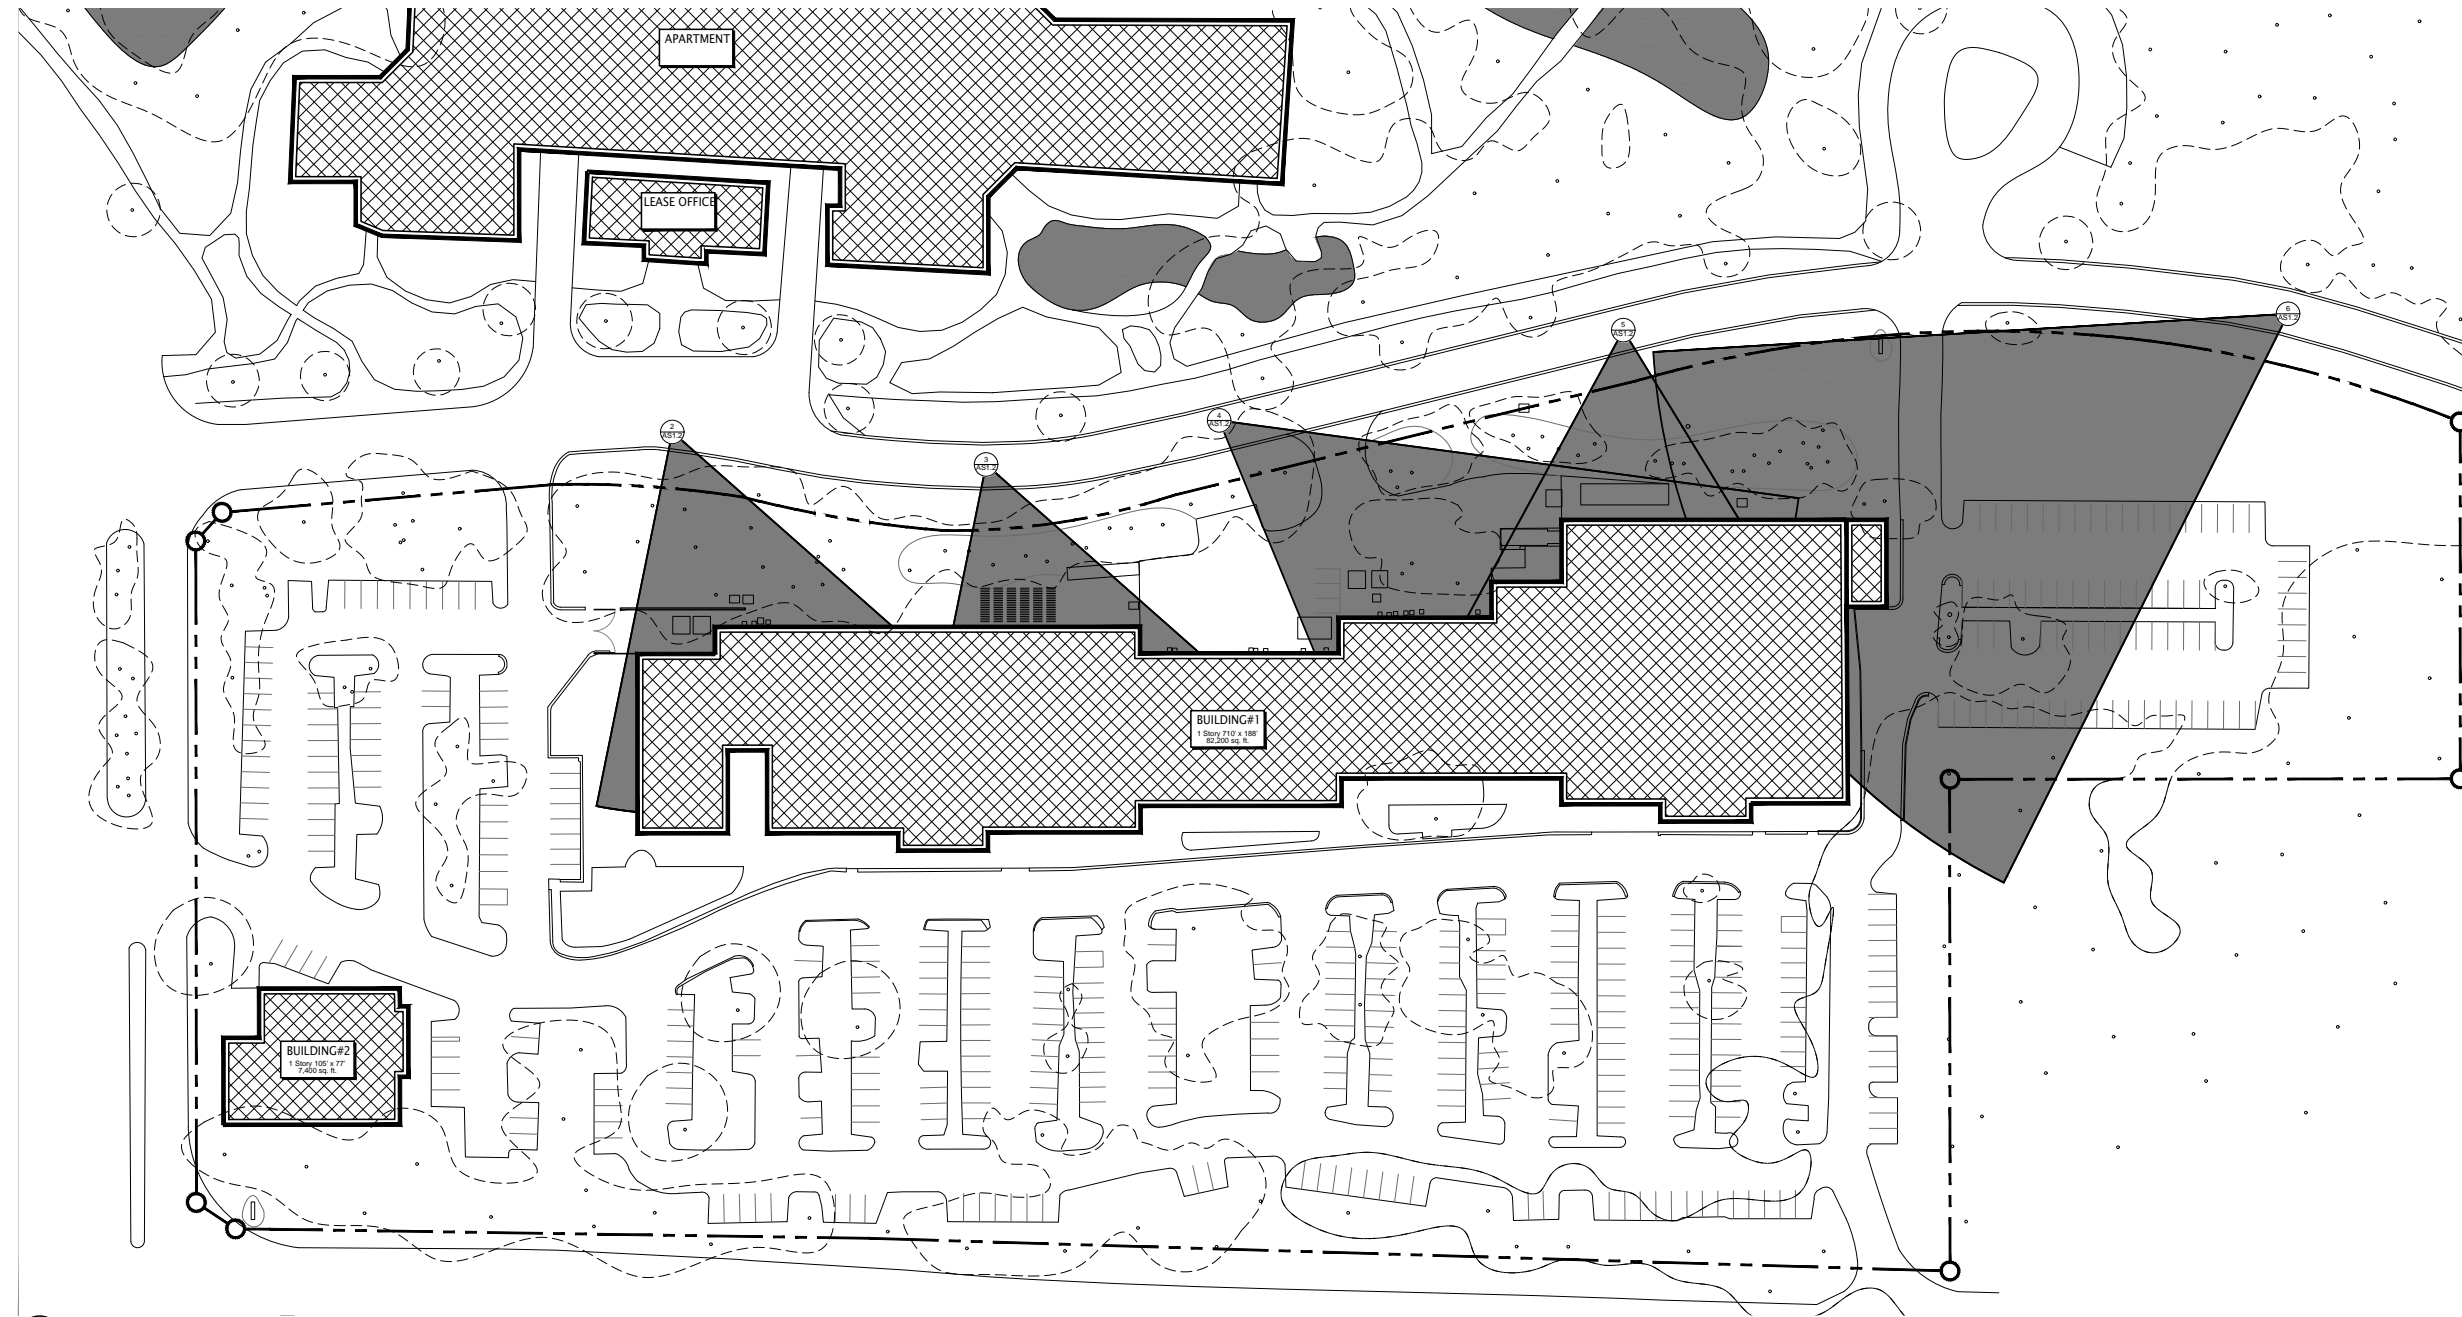 APARTMENT
LEASE OFFICE
6
AS1.2
5
AS1.2
4
AS1.2
2
AS1.2
3
AS1.2
BUILDING#1
1 Story 710' x 188'
82,200 sq. ft.
BUILDING#2
1 Story 105' x 77'
7,400 sq. ft.